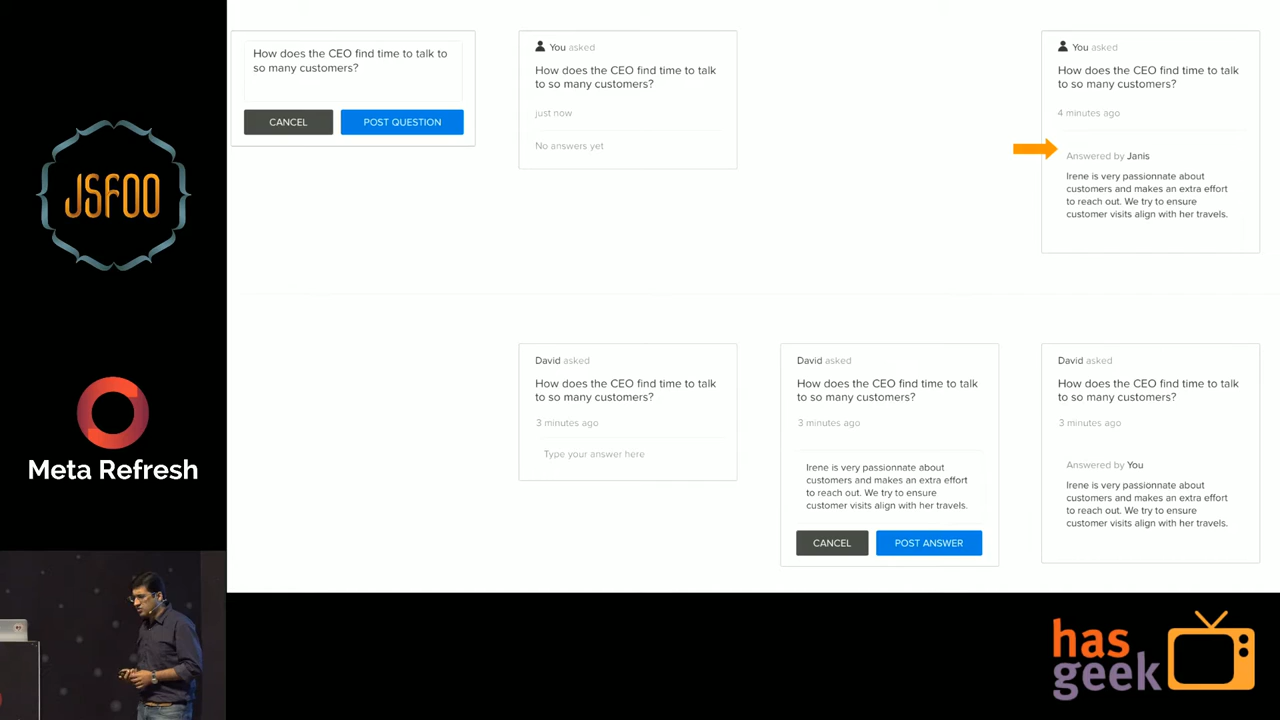 JSFOO
Meta Refresh
How does the CEO find time to talk to
so many customers?
CANCEL
POST QUESTION
You asked
How does the CEO find time to talk
to so many customers?
just now
No answers yet
You asked
How does the CEO find time to talk
to so many customers?
4 minutes ago
Answered by Janis
Irene is very passionate about
customers and makes an extra effort
to reach out. We try to ensure
customer visits align with her travels.
David asked
How does the CEO find time to talk
to so many customers?
3 minutes ago
Type your answer here
David asked
How does the CEO find time to talk
to so many customers?
3 minutes ago
Irene is very passionate about
customers and makes an extra effort
to reach out. We try to ensure
customer visits align with her travels.
CANCEL
POST ANSWER
David asked
How does the CEO find time to talk
to so many customers?
3 minutes ago
Answered by You
Irene is very passionate about
customers and makes an extra effort
to reach out. We try to ensure
customer visits align with her travels.
has
geek